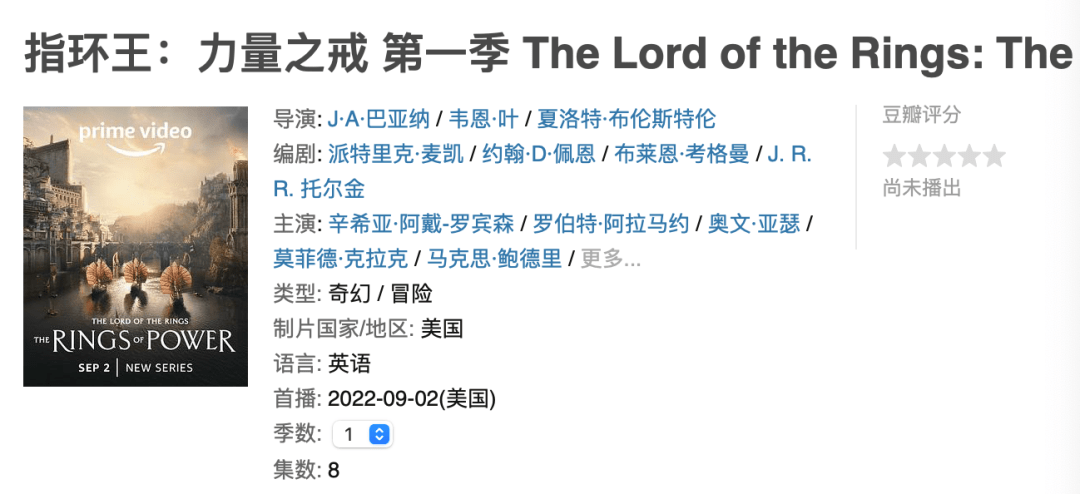 指环王：力量之戒 第一季 The Lord of the Rings: The
prime video
THE LORD OF THE RINGS
THE RINGS OF POWER
SEP 2 | NEW SERIES
导演: J·A·巴亚纳 / 韦恩·叶 / 夏洛特·布伦斯特伦
编剧: 派特里克·麦凯 / 约翰·D·佩恩 / 布莱恩·考格曼 / J. R.
R. 托尔金
主演: 辛希亚·阿戴-罗宾森 / 罗伯特·阿拉马约 / 奥文·亚瑟 /
莫菲德·克拉克 / 马克思·鲍德里 / 更多...
类型: 奇幻 / 冒险
制片国家/地区: 美国
语言: 英语
首播: 2022-09-02(美国)
季数: 1
集数: 8
豆瓣评分
尚未播出